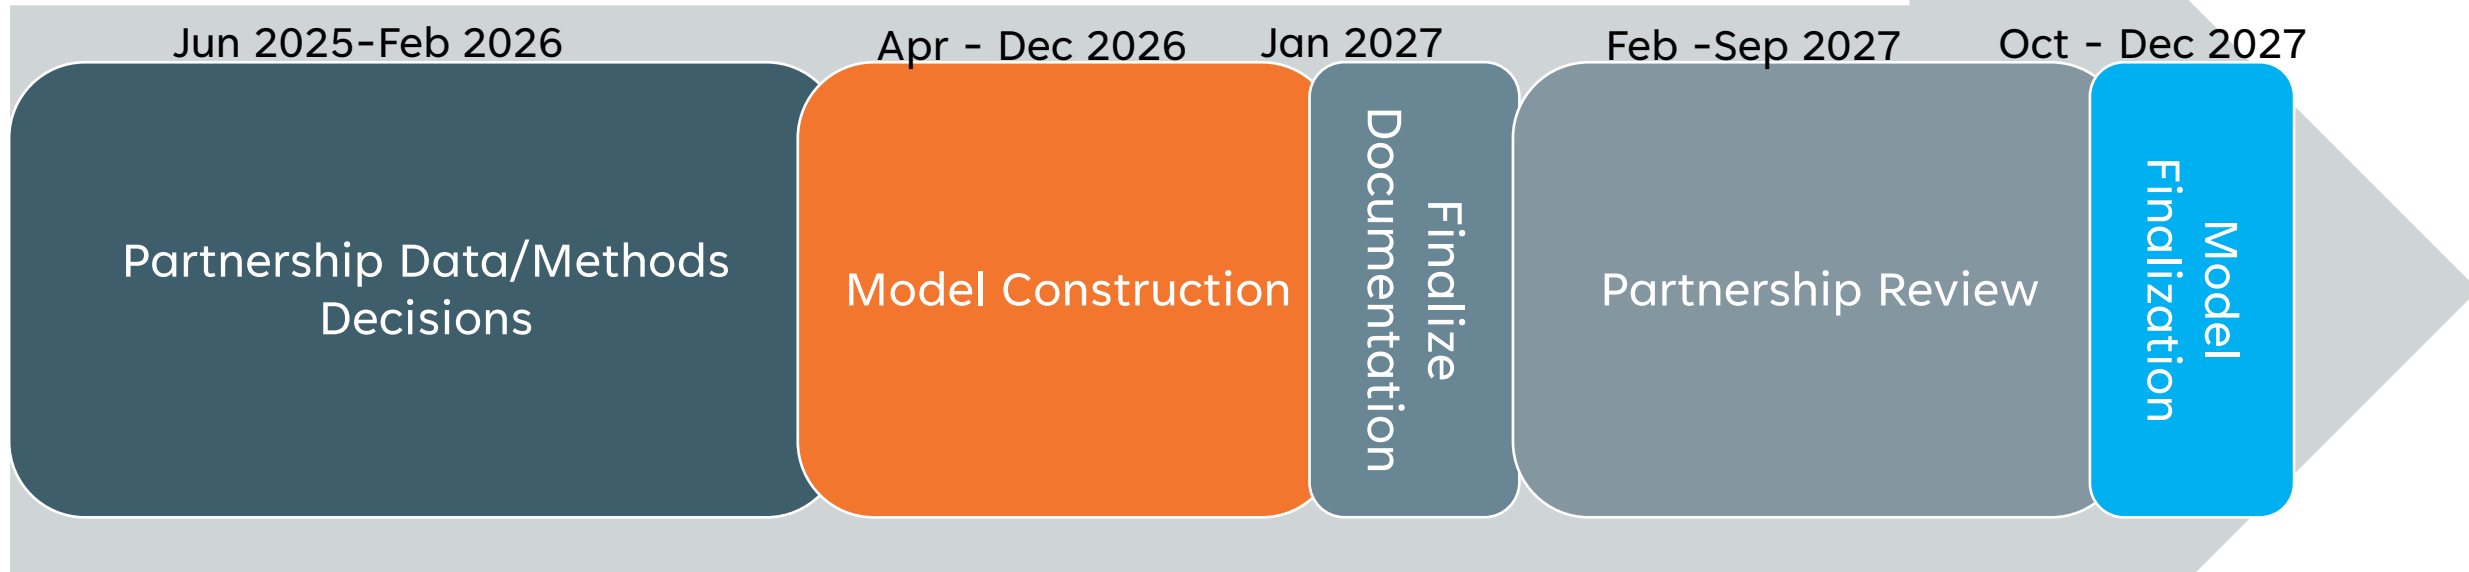 Jun 2025-Feb 2026
Apr - Dec 2026
Jan 2027
Feb -Sep 2027
Oct - Dec 2027
Partnership Data/Methods
Decisions
Model Construction
Finalize
Documentation
Partnership Review
Model
Finalization